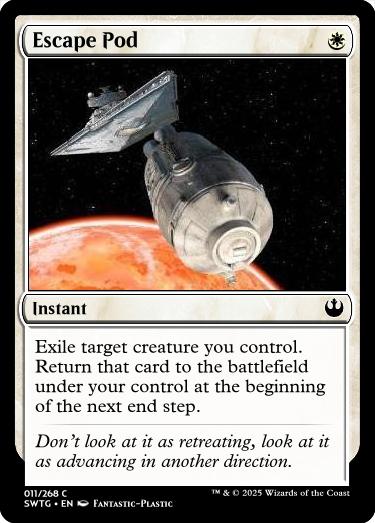 Escape Pod
Instant
Exile target creature you control.
Return that card to the battlefield
under your control at the beginning
of the next end step.
Don't look at it as retreating, look at it
as advancing in another direction.
011/268 C
SWTG • EN Fantastic-Plastic
™ & © 2025 Wizards of the Coast